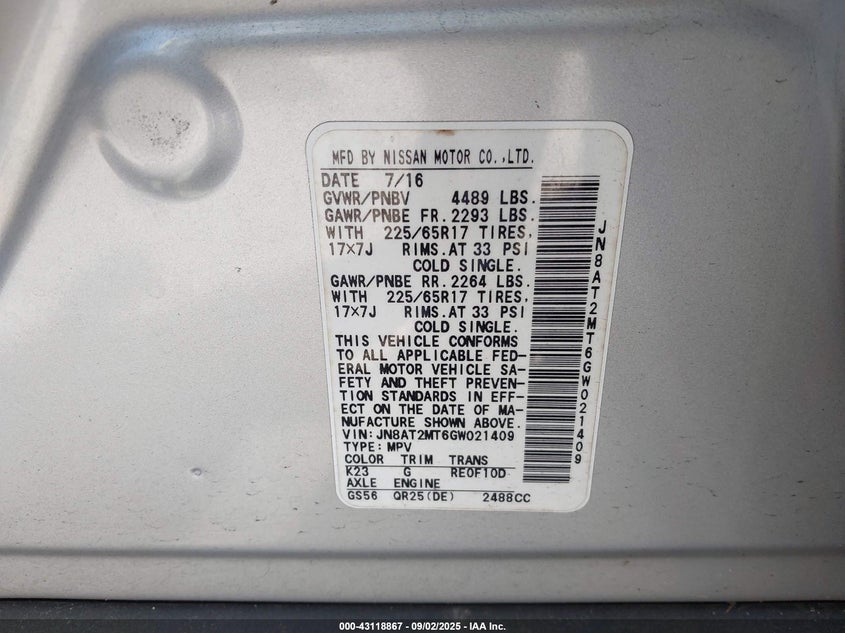 MFD BY NISSAN MOTOR CO.,LTD.
DATE 7/16
GVWR/PNBV 4489 LBS.
GAWR/PNBE FR. 2293 LBS.
WITH 225/65R17 TIRES,
17×7J RIMS.AT 33 PSI
COLD SINGLE.
GAWR/PNBE RR. 2264 LBS.
WITH 225/65R17 TIRES,
17×7J RIMS.AT 33 PSI
COLD SINGLE.
THIS VEHICLE CONFORMS
TO ALL APPLICABLE FED-
ERAL MOTOR VEHICLE SA-
FETY AND THEFT PREVEN-
TION STANDARDS IN EFF-
ECT ON THE DATE OF MA-
NUFACTURE SHOWN ABOVE.
VIN:JN8AT2MT6GW021409
TYPE:MPV
COLOR TRIM TRANS
K23 G RE0F10D
AXLE ENGINE
GS56 QR25(DE) 2488CC
JN8AT2MT6GW021409
000-43118867 - 09/02/2025 - IAA Inc.